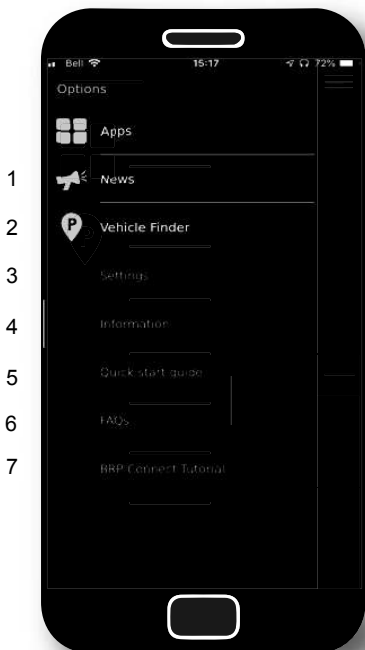 Bell 15:17 72%
Options
Apps
1 News
2 P Vehicle Finder
3 Settings
4 Information
5 Quick start guide
6 FAQs
7 BRP Connect Tutorial